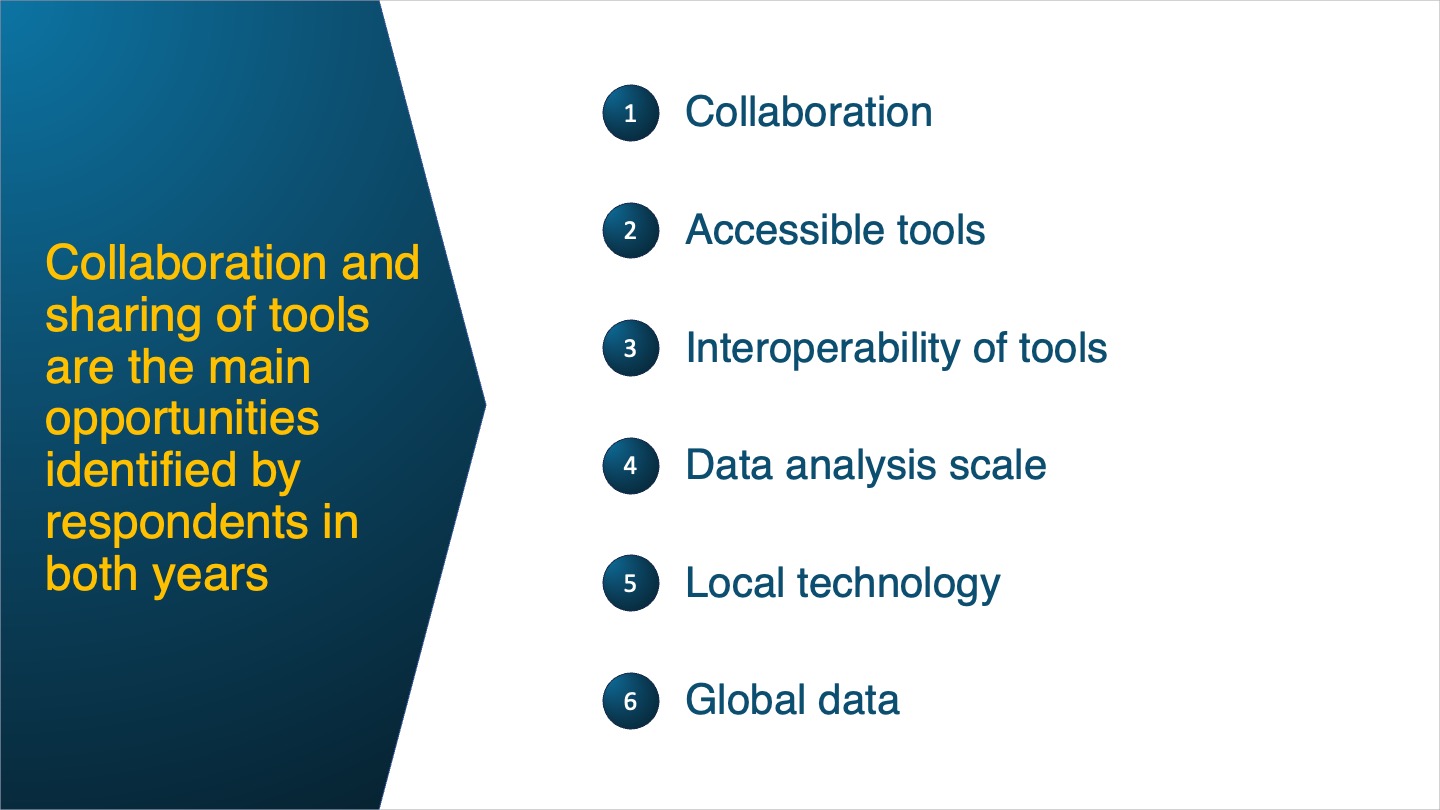 Collaboration and
sharing of tools
are the main
opportunities
identified by
respondents in
both years
1 Collaboration
2 Accessible tools
3 Interoperability of tools
4 Data analysis scale
5 Local technology
6 Global data